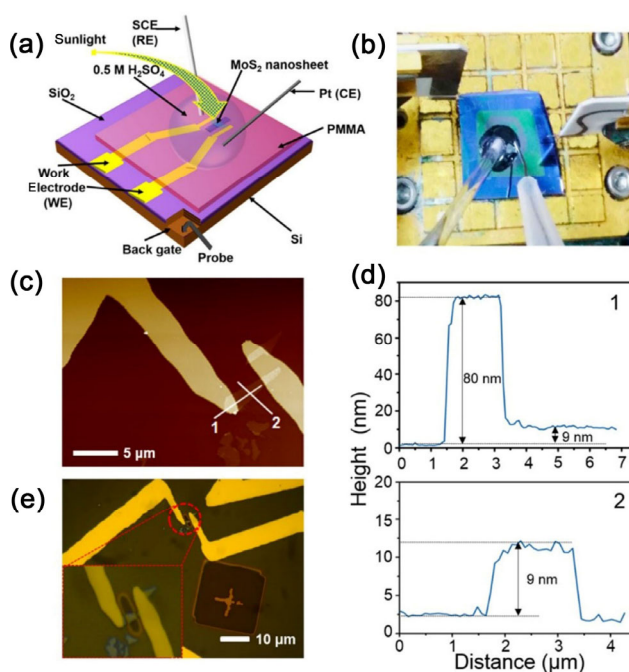 (a)
SCE
(RE)
Sunlight
0.5 M H₂SO₄
MoS₂
nanosheet
Pt (CE)
SiO₂
PMMA
Work
Electrode
(WE)
Back gate
Probe
Si
(b)
(c)
1
2
5 µm
(d)
Height (nm)
80
60
40
20
0
0
1
2
3
4
5
6
7
1
80 nm
9 nm
(e)
10 µm
20
15
10
5
0
0
1
2
3
4
2
9 nm
Distance (µm)